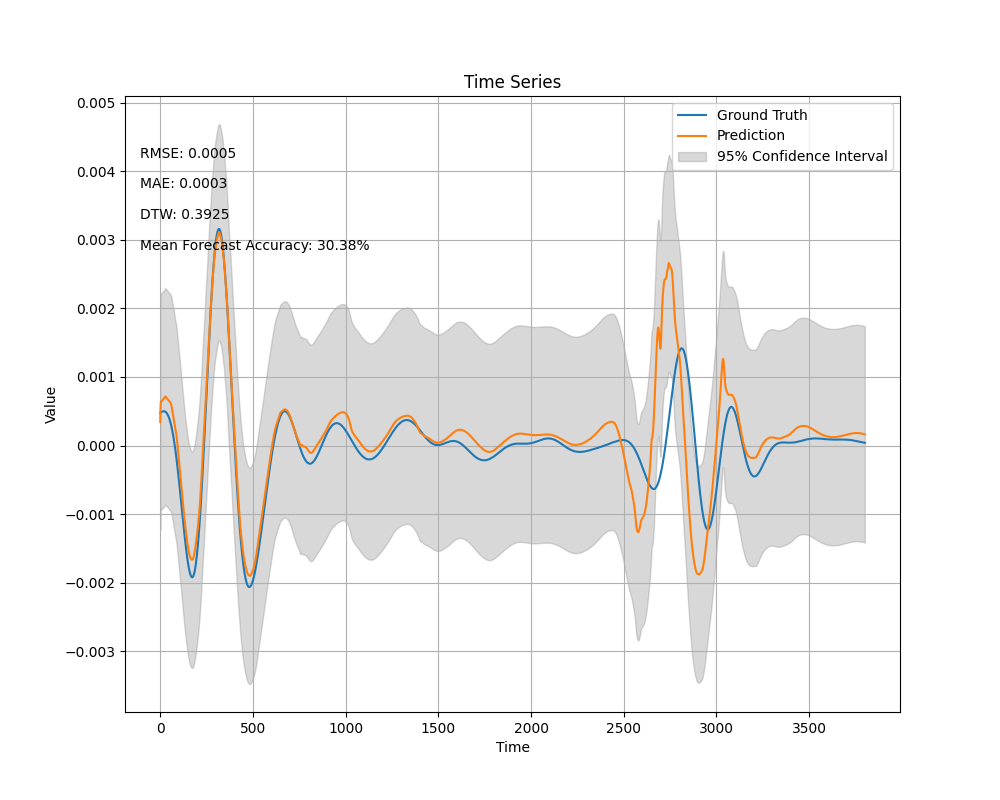 Time Series
Ground Truth
Prediction
95% Confidence Interval
RMSE: 0.0005
MAE: 0.0003
DTW: 0.3925
Mean Forecast Accuracy: 30.38%
Value
0.005
0.004
0.003
0.002
0.001
0.000
−0.001
−0.002
−0.003
0 500 1000 1500 2000 2500 3000 3500
Time